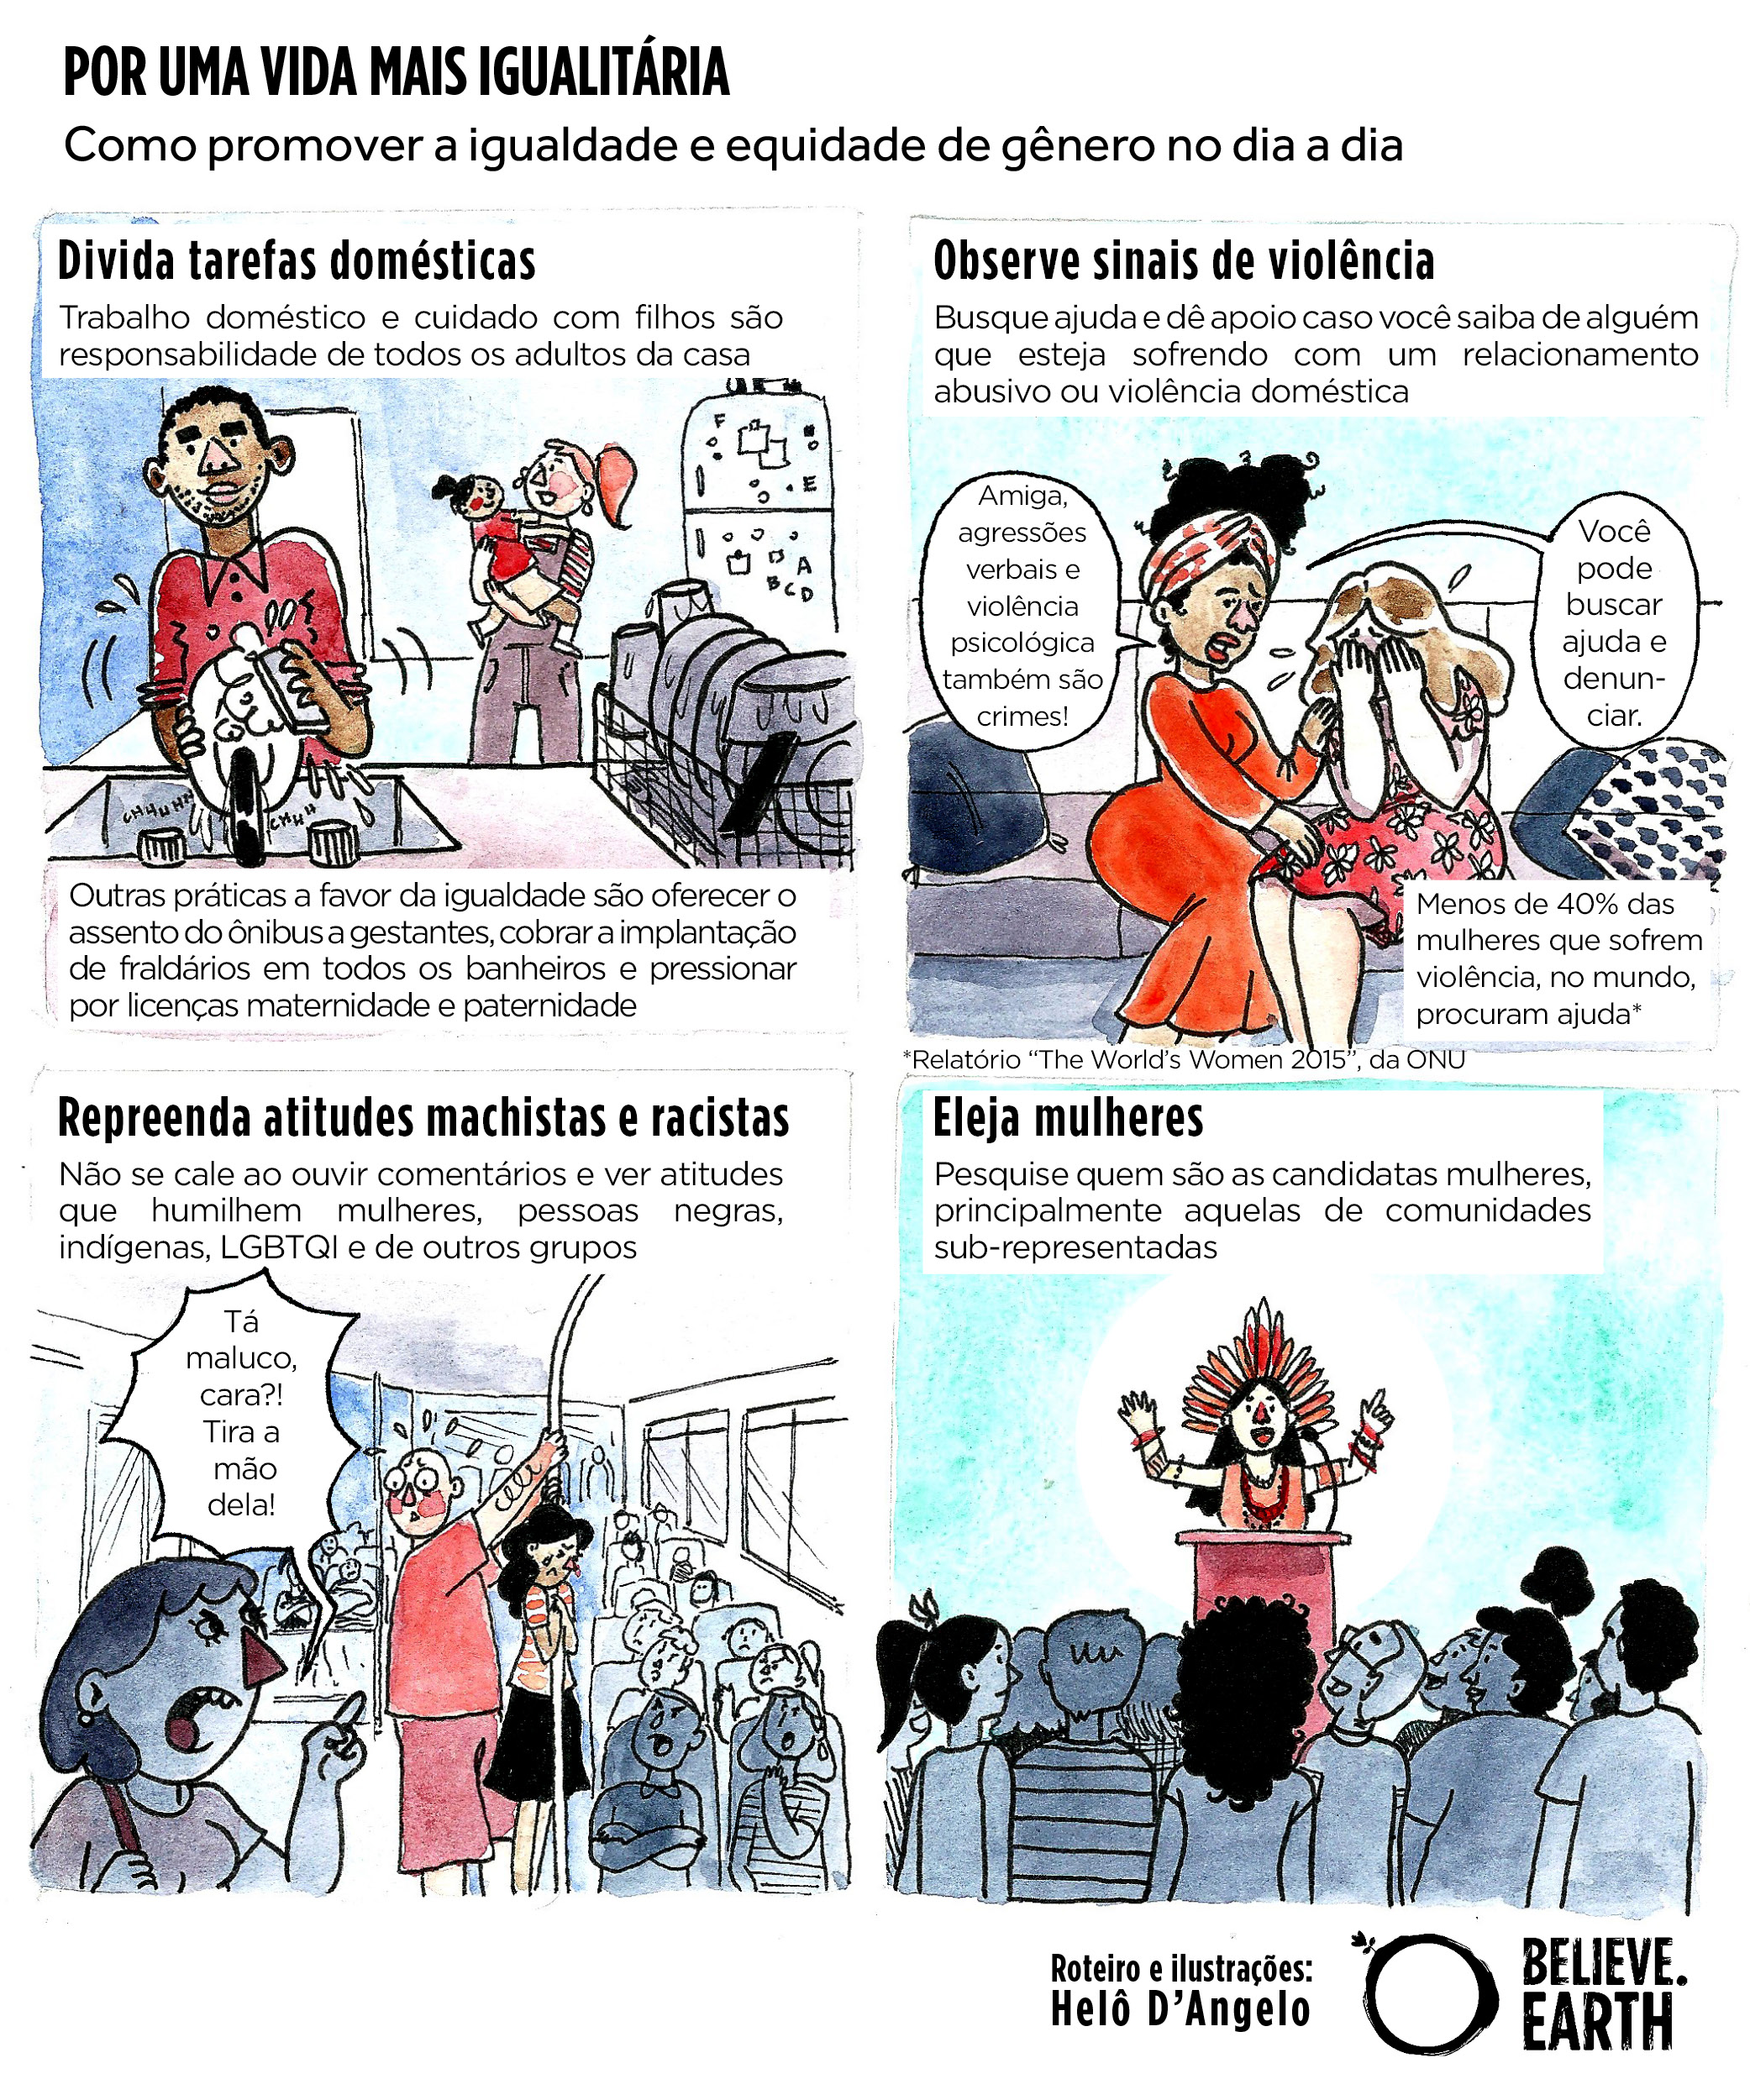 POR UMA VIDA MAIS IGUALITÁRIA
Como promover a igualdade e equidade de gênero no dia a dia
Divida tarefas domésticas
Trabalho doméstico e cuidado com filhos são
responsabilidade de todos os adultos da casa
F
E
A
B C D
CHHUHH
CHHH
Outras práticas a favor da igualdade são oferecer o
assento do ônibus a gestantes, cobrar a implantação
de fraldários em todos os banheiros e pressionar
por licenças maternidade e paternidade
Observe sinais de violência
Busque ajuda e dê apoio caso você saiba de alguém
que esteja sofrendo com um relacionamento
abusivo ou violência doméstica
Amiga,
agressões
verbais e
violência
psicológica
também são
crimes!
Você
pode
buscar
ajuda e
denun-
ciar.
Menos de 40% das
mulheres que sofrem
violência, no mundo,
procuram ajuda*
*Relatório “The World’s Women 2015”, da ONU
Repreenda atitudes machistas e racistas
Não se cale ao ouvir comentários e ver atitudes
que humilhem mulheres, pessoas negras,
indígenas, LGBTQI e de outros grupos
Tá
maluco,
cara?!
Tira a
mão
dela!
Eleja mulheres
Pesquise quem são as candidatas mulheres,
principalmente aquelas de comunidades
sub-representadas
Roteiro e ilustrações:
Helô D’Angelo
BELIEVE.
EARTH